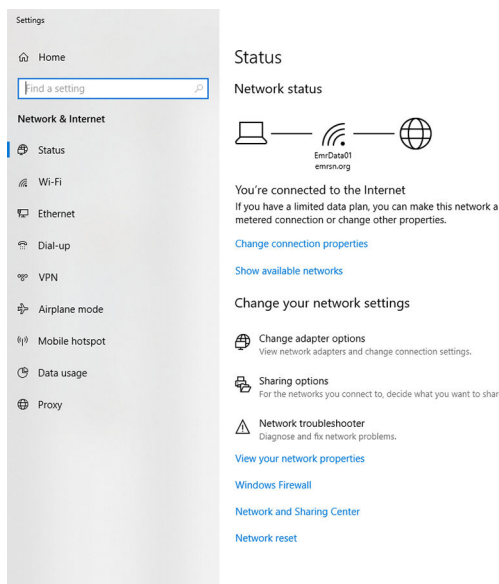 Settings
Home
Find a setting
Network & Internet
Status
Wi-Fi
Ethernet
Dial-up
VPN
Airplane mode
Mobile hotspot
Data usage
Proxy
Status
Network status
EmrData01
emrsn.org
You're connected to the Internet
If you have a limited data plan, you can make this network a
metered connection or change other properties.
Change connection properties
Show available networks
Change your network settings
Change adapter options
View network adapters and change connection settings.
Sharing options
For the networks you connect to, decide what you want to shar
Network troubleshooter
Diagnose and fix network problems.
View your network properties
Windows Firewall
Network and Sharing Center
Network reset